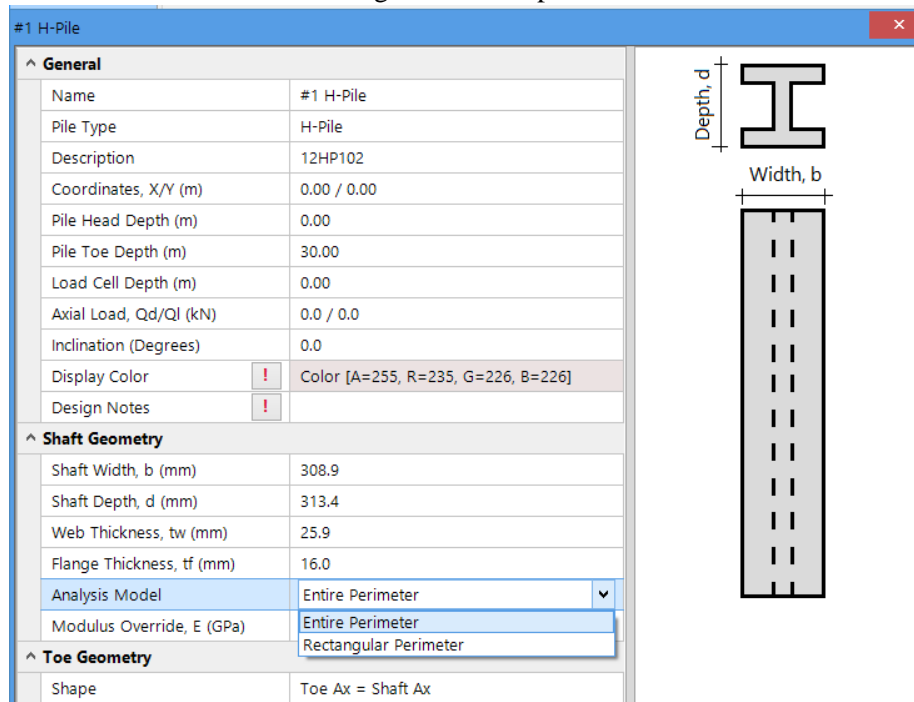 #1 H-Pile
General
Name #1 H-Pile
Pile Type H-Pile
Description 12HP102
Coordinates, X/Y (m) 0.00 / 0.00
Pile Head Depth (m) 0.00
Pile Toe Depth (m) 30.00
Load Cell Depth (m) 0.00
Axial Load, Qd/Ql (kN) 0.0 / 0.0
Inclination (Degrees) 0.0
Display Color ! Color [A=255, R=235, G=226, B=226]
Design Notes !
Shaft Geometry
Shaft Width, b (mm) 308.9
Shaft Depth, d (mm) 313.4
Web Thickness, tw (mm) 25.9
Flange Thickness, tf (mm) 16.0
Analysis Model Entire Perimeter
Modulus Override, E (GPa)
Entire Perimeter
Rectangular Perimeter
Toe Geometry
Shape Toe Ax = Shaft Ax
Depth, d
Width, b